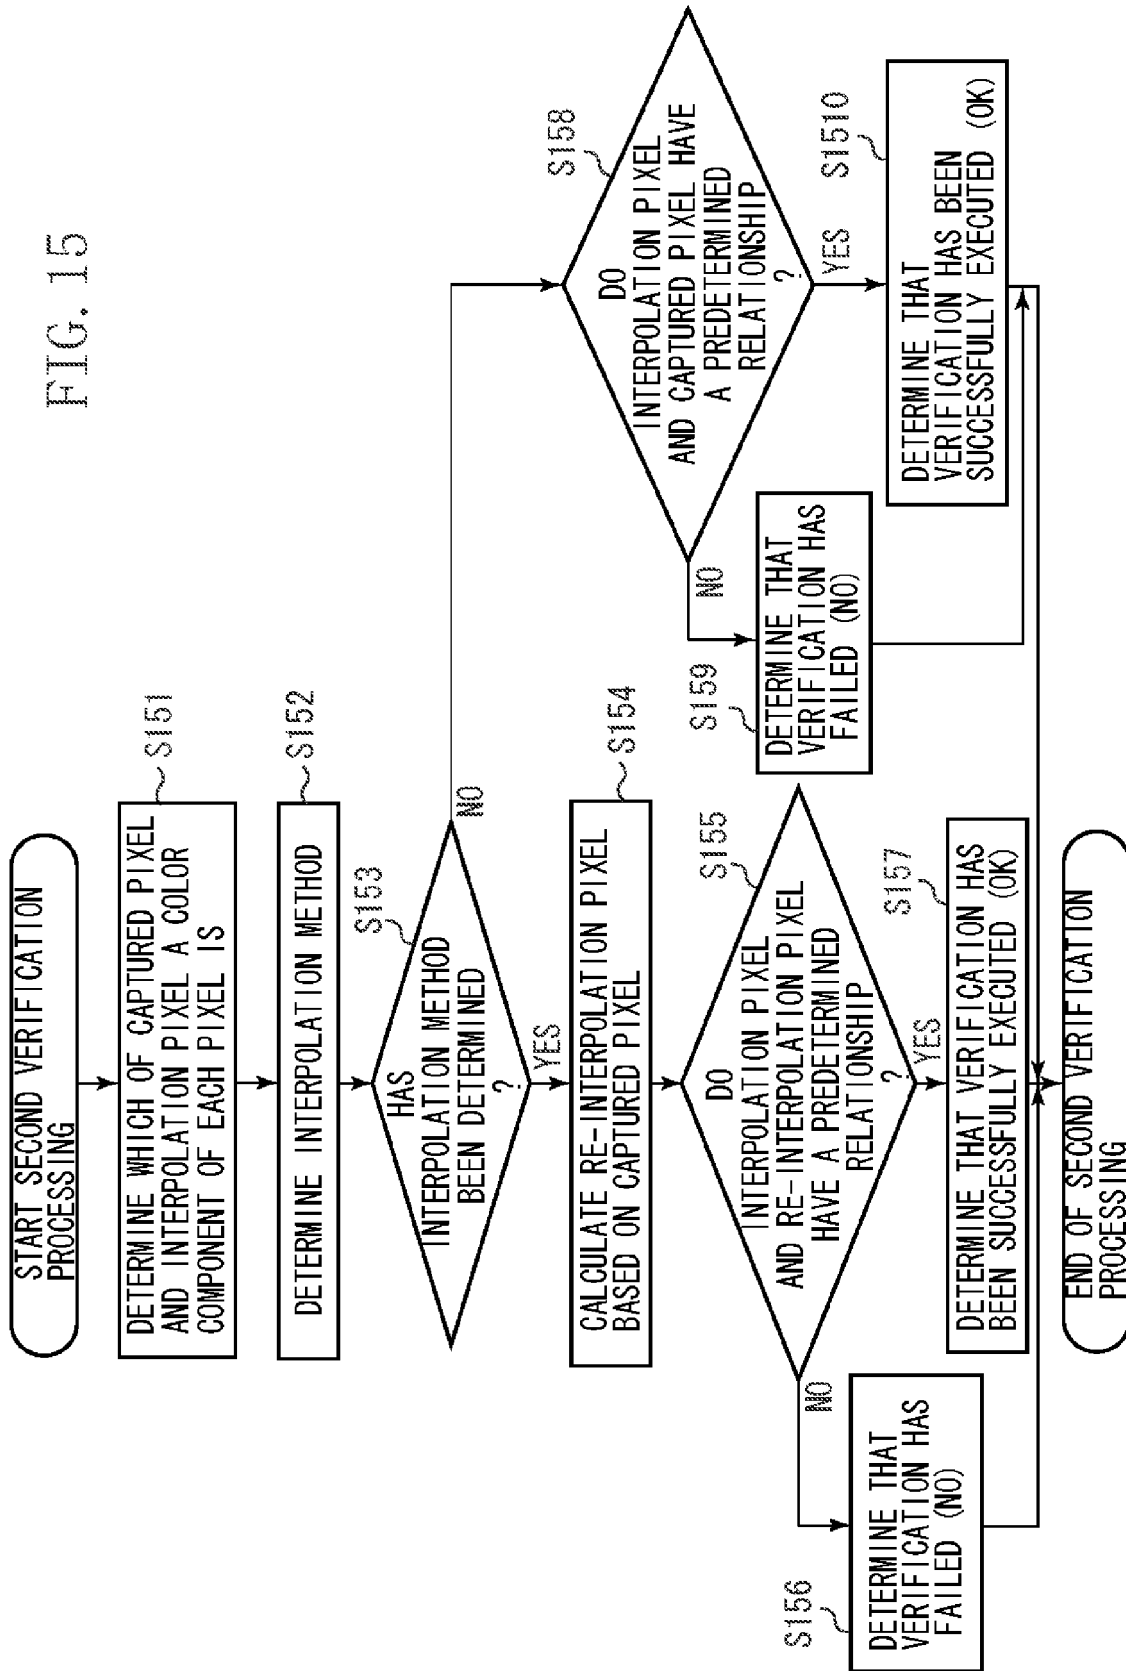 FIG. 15
START SECOND VERIFICATION
PROCESSING
DETERMINE WHICH OF CAPTURED PIXEL
AND INTERPOLATION PIXEL A COLOR
COMPONENT OF EACH PIXEL IS
S151
DETERMINE INTERPOLATION METHOD
S152
HAS
INTERPOLATION METHOD
BEEN DETERMINED
?
S153
NO
YES
CALCULATE RE-INTERPOLATION PIXEL
BASED ON CAPTURED PIXEL
S154
DO
INTERPOLATION PIXEL
AND RE-INTERPOLATION PIXEL
HAVE A PREDETERMINED
RELATIONSHIP
?
S155
NO
YES
S156
DETERMINE THAT
VERIFICATION HAS
FAILED (NO)
S157
DETERMINE THAT VERIFICATION HAS
BEEN SUCCESSFULLY EXECUTED (OK)
DO
INTERPOLATION PIXEL
AND CAPTURED PIXEL HAVE
A PREDETERMINED
RELATIONSHIP
?
S158
NO
YES
S159
DETERMINE THAT
VERIFICATION HAS
FAILED (NO)
S1510
DETERMINE THAT
VERIFICATION HAS BEEN
SUCCESSFULLY EXECUTED (OK)
END OF SECOND VERIFICATION
PROCESSING